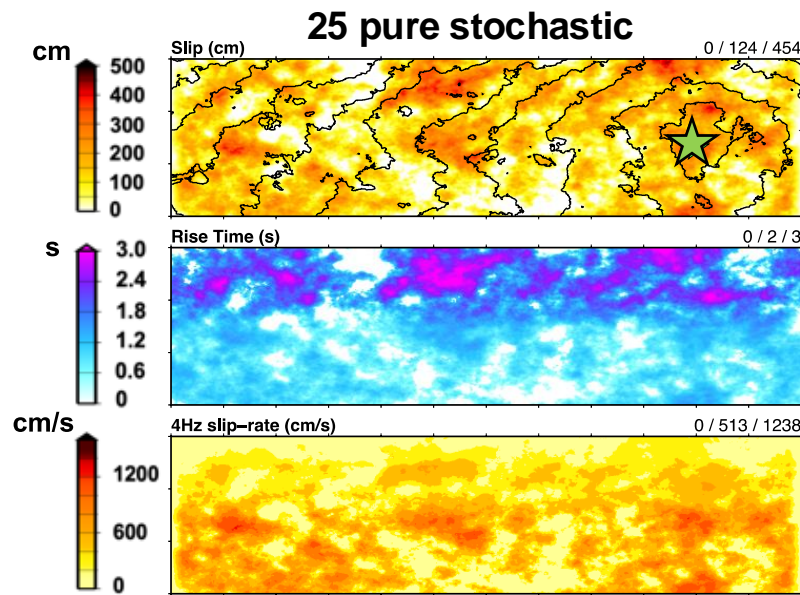 25 pure stochastic
cm
Slip (cm)
0 / 124 / 454
500
400
300
200
100
0
s
Rise Time (s)
0 / 2 / 3
3.0
2.4
1.8
1.2
0.6
0
cm/s
4Hz slip−rate (cm/s)
0 / 513 / 1238
1200
600
0